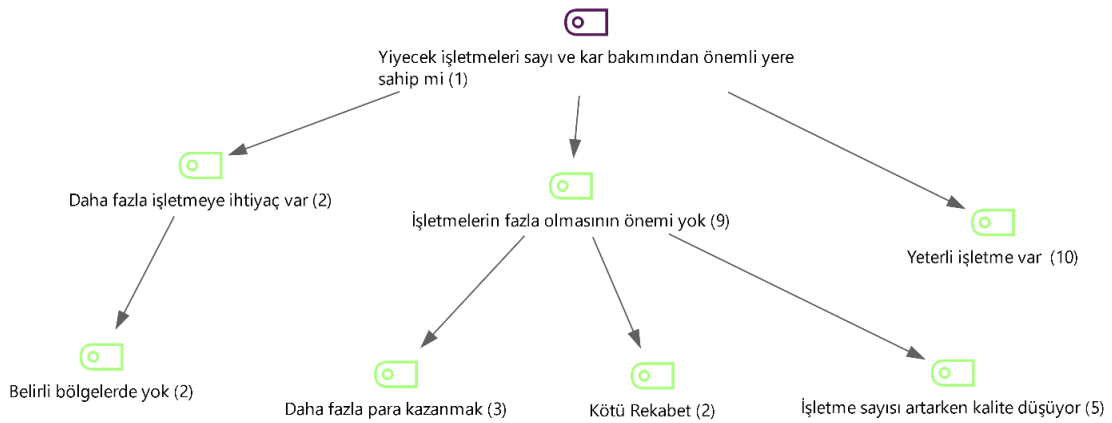 Yiyecek işletmeleri sayı ve kar bakımından önemli yere
sahip mi (1)
Daha fazla işletmeye ihtiyaç var (2)
İşletmelerin fazla olmasının önemi yok (9)
Yeterli işletme var (10)
Belirli bölgelerde yok (2)
Daha fazla para kazanmak (3)
Kötü Rekabet (2)
İşletme sayısı artarken kalite düşüyor (5)